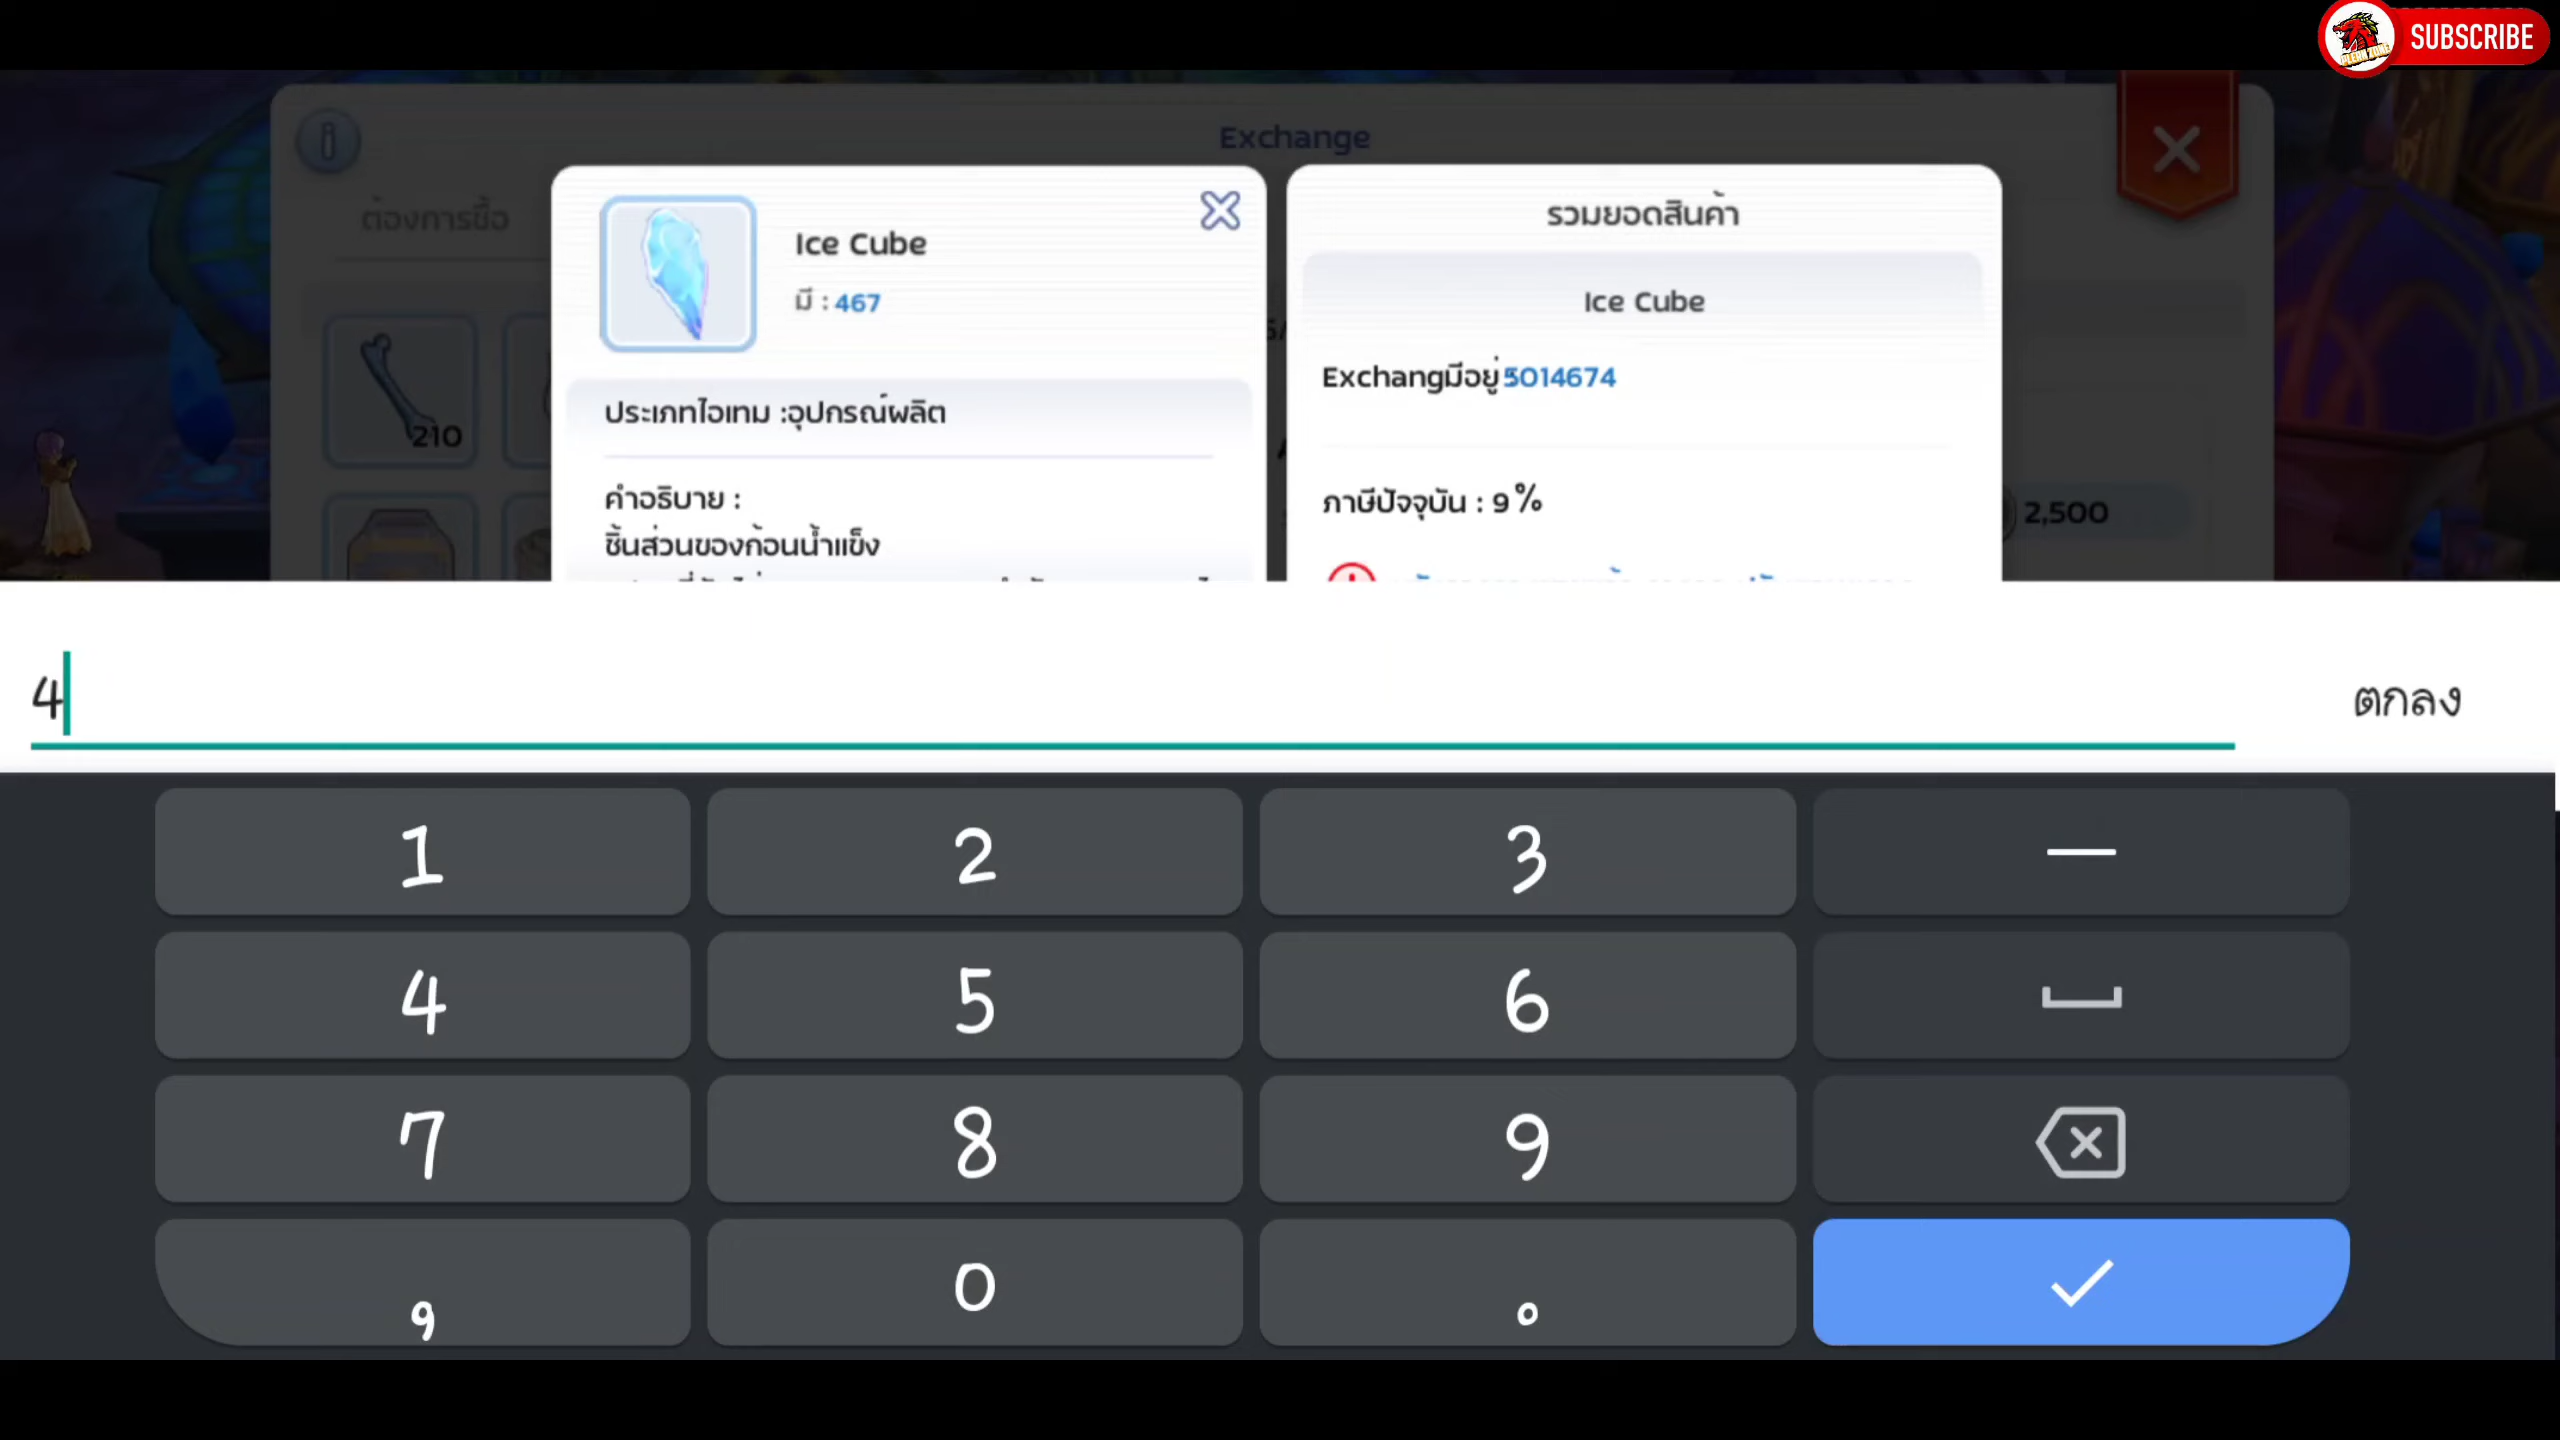 SUBSCRIBE
Exchange
ต้องการซื้อ
210
2,500
Ice Cube
มี : 467
ประเภทไอเทม :อุปกรณ์ผลิต
คำอธิบาย :
ชิ้นส่วนของก้อนน้ำแข็ง
รวมยอดสินค้า
Ice Cube
Exchangมีอยู่5014674
ภาษีปัจจุบัน : 9%
4
ตกลง
1 2 3 —
4 5 6
7 8 9
, 0 .